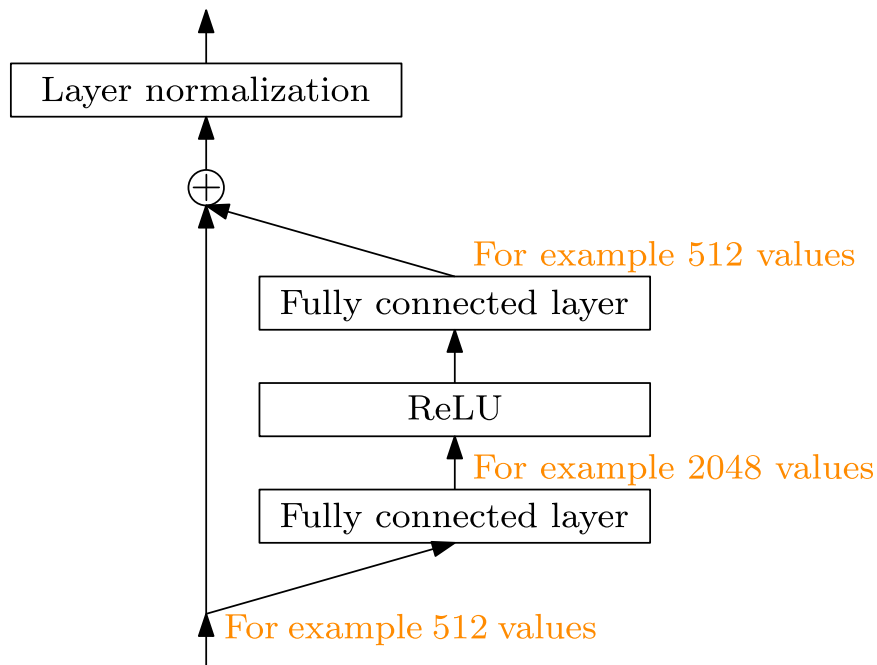 Layer normalization
For example 512 values
Fully connected layer
ReLU
For example 2048 values
Fully connected layer
For example 512 values